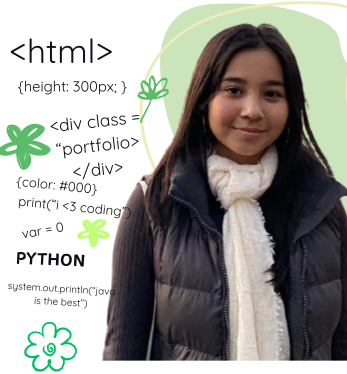 <html>
{height: 300px; }
<div class =
“portfolio>
</div>
{color: #000}
print(“i <3 coding”)
var = 0
PYTHON
system.out.println(“java
is the best”)